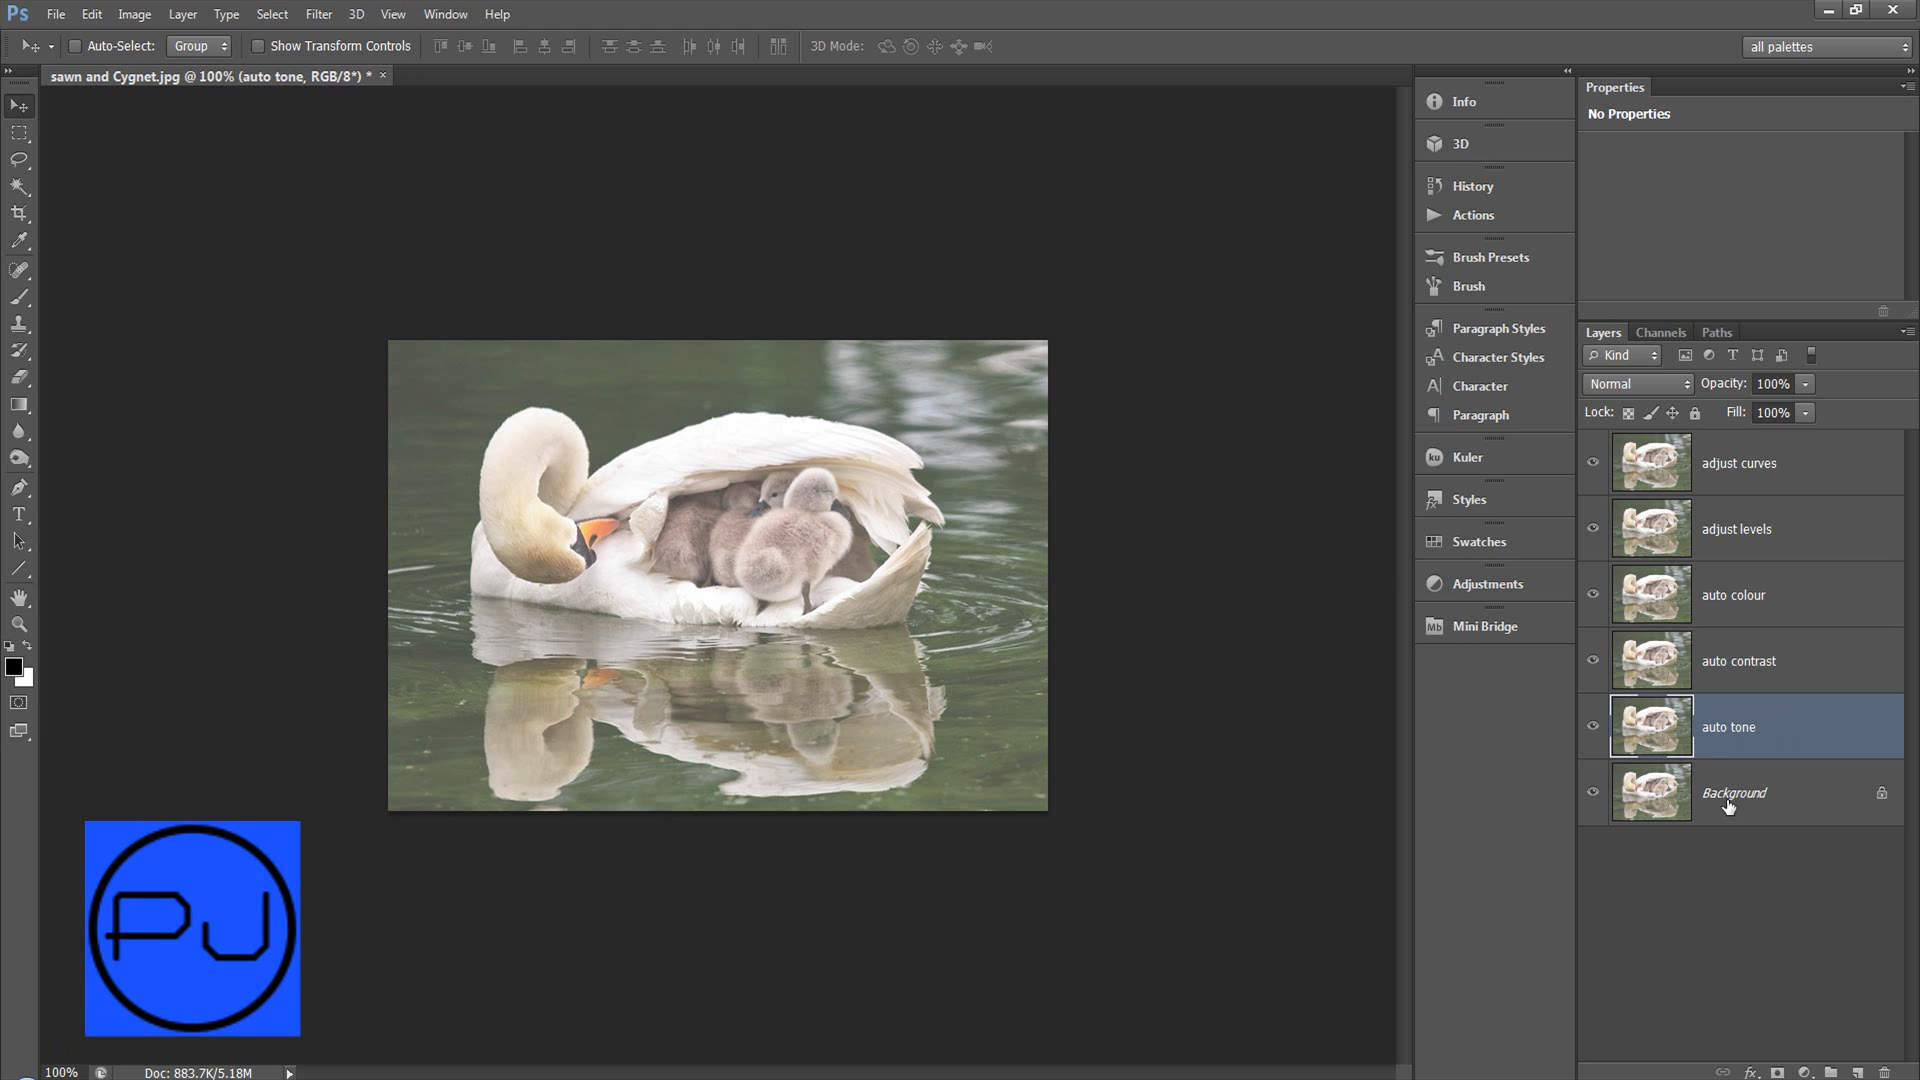 Ps File Edit Image Layer Type Select Filter 3D View Window Help
Auto-Select: Group Show Transform Controls 3D Mode: all palettes
sawn and Cygnet.jpg @ 100% (auto tone, RGB/8*) * ×
Properties
No Properties
Info
3D
History
Actions
Brush Presets
Brush
Paragraph Styles
Character Styles
Character
Paragraph
ku Kuler
Styles
Swatches
Adjustments
Mb Mini Bridge
Layers Channels Paths
Kind
Normal Opacity: 100%
Lock: Fill: 100%
adjust curves
adjust levels
auto colour
auto contrast
auto tone
Background
PJ
100% Doc: 883.7K/5.18M
fx